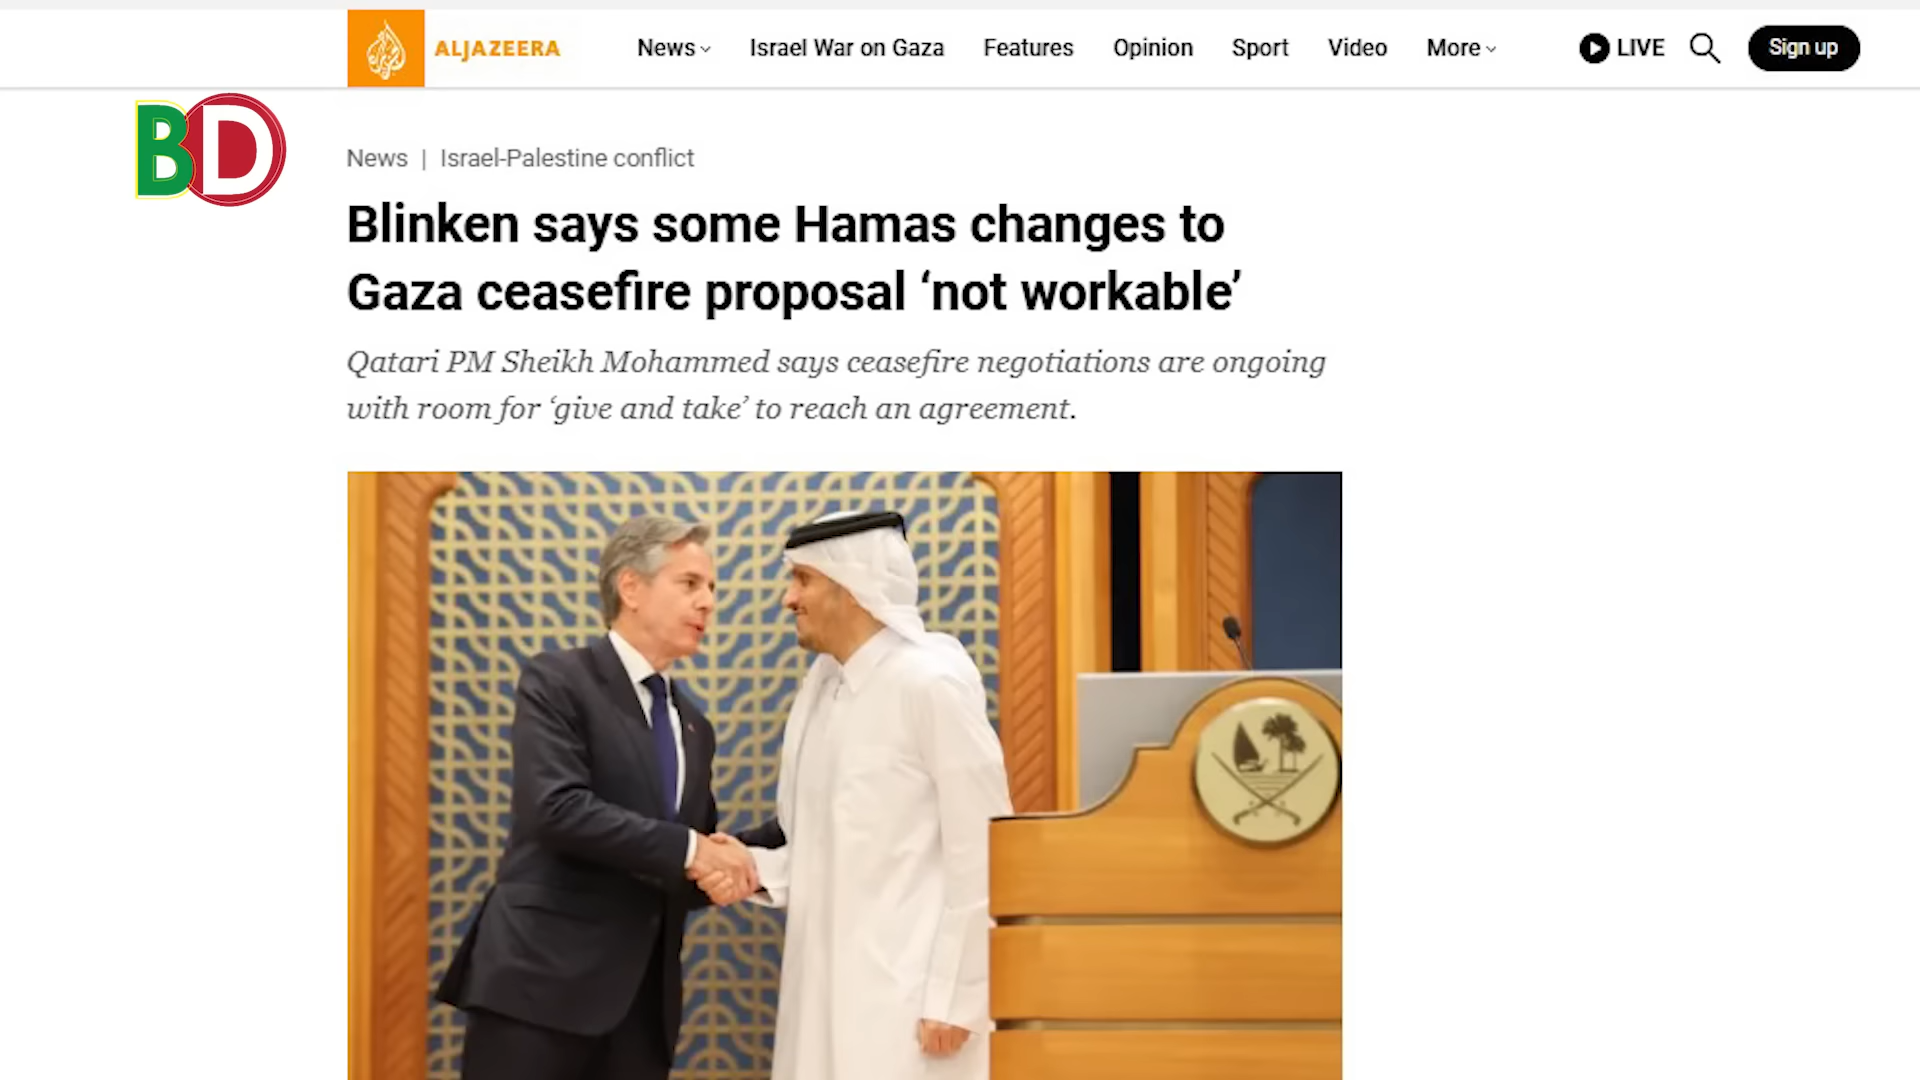 ALJAZEERA
News
Israel War on Gaza
Features
Opinion
Sport
Video
More
LIVE
Sign up
BD
News | Israel-Palestine conflict
Blinken says some Hamas changes to
Gaza ceasefire proposal ‘not workable’
Qatari PM Sheikh Mohammed says ceasefire negotiations are ongoing
with room for ‘give and take’ to reach an agreement.